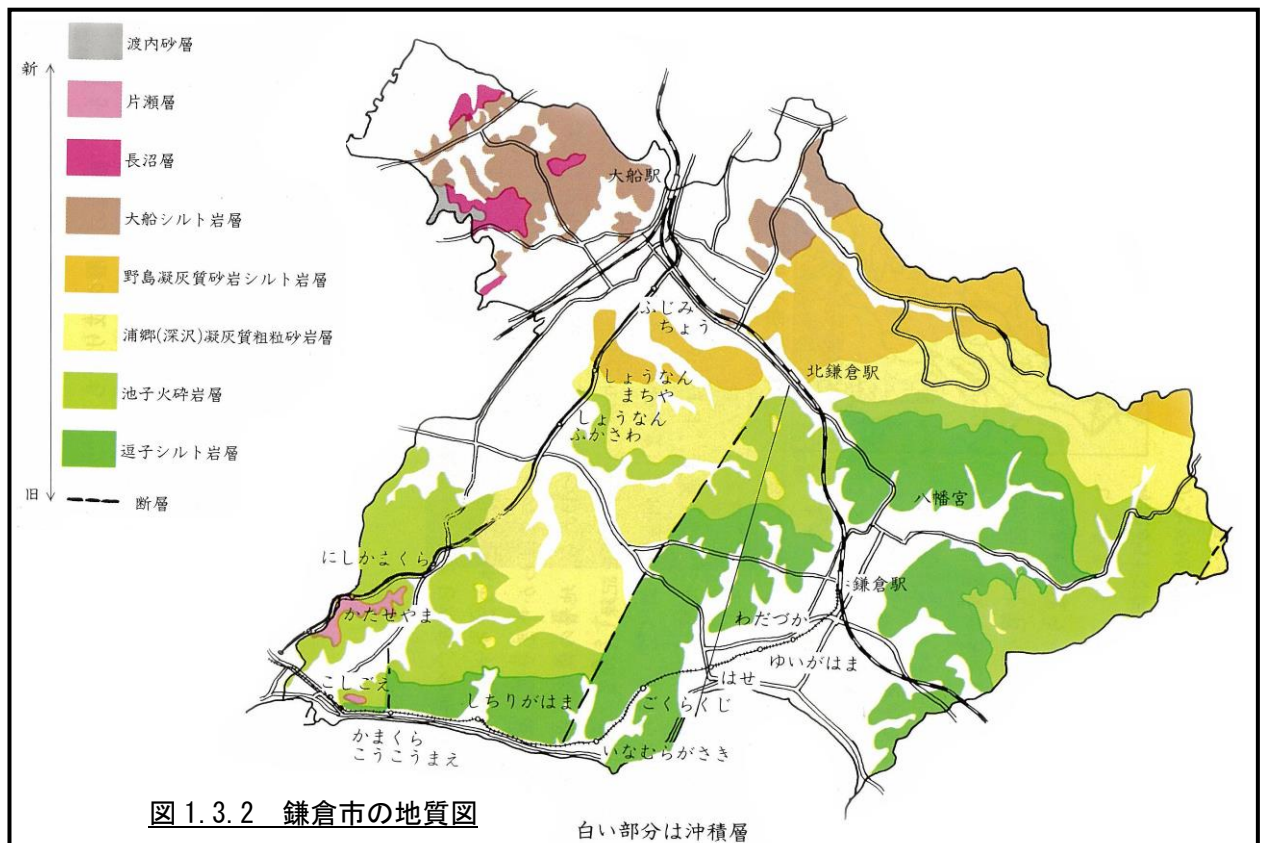 新
旧
渡内砂層
片瀬層
長沼層
大船シルト岩層
野島凝灰質砂岩シルト岩層
浦郷(深沢)凝灰質粗粒砂岩層
池子火砕岩層
逗子シルト岩層
断層
大船駅
ふじみ
ちょう
北鎌倉駅
しょうなん
まちや
しょうなん
ふかさわ
八幡宮
にしかまくら
鎌倉駅
かたせやま
わだづか
ゆいがはま
はせ
こしごえ
しちりがはま
ごくらくじ
かまくら
こうこうまえ
いなむらがさき
図1.3.2 鎌倉市の地質図
白い部分は沖積層